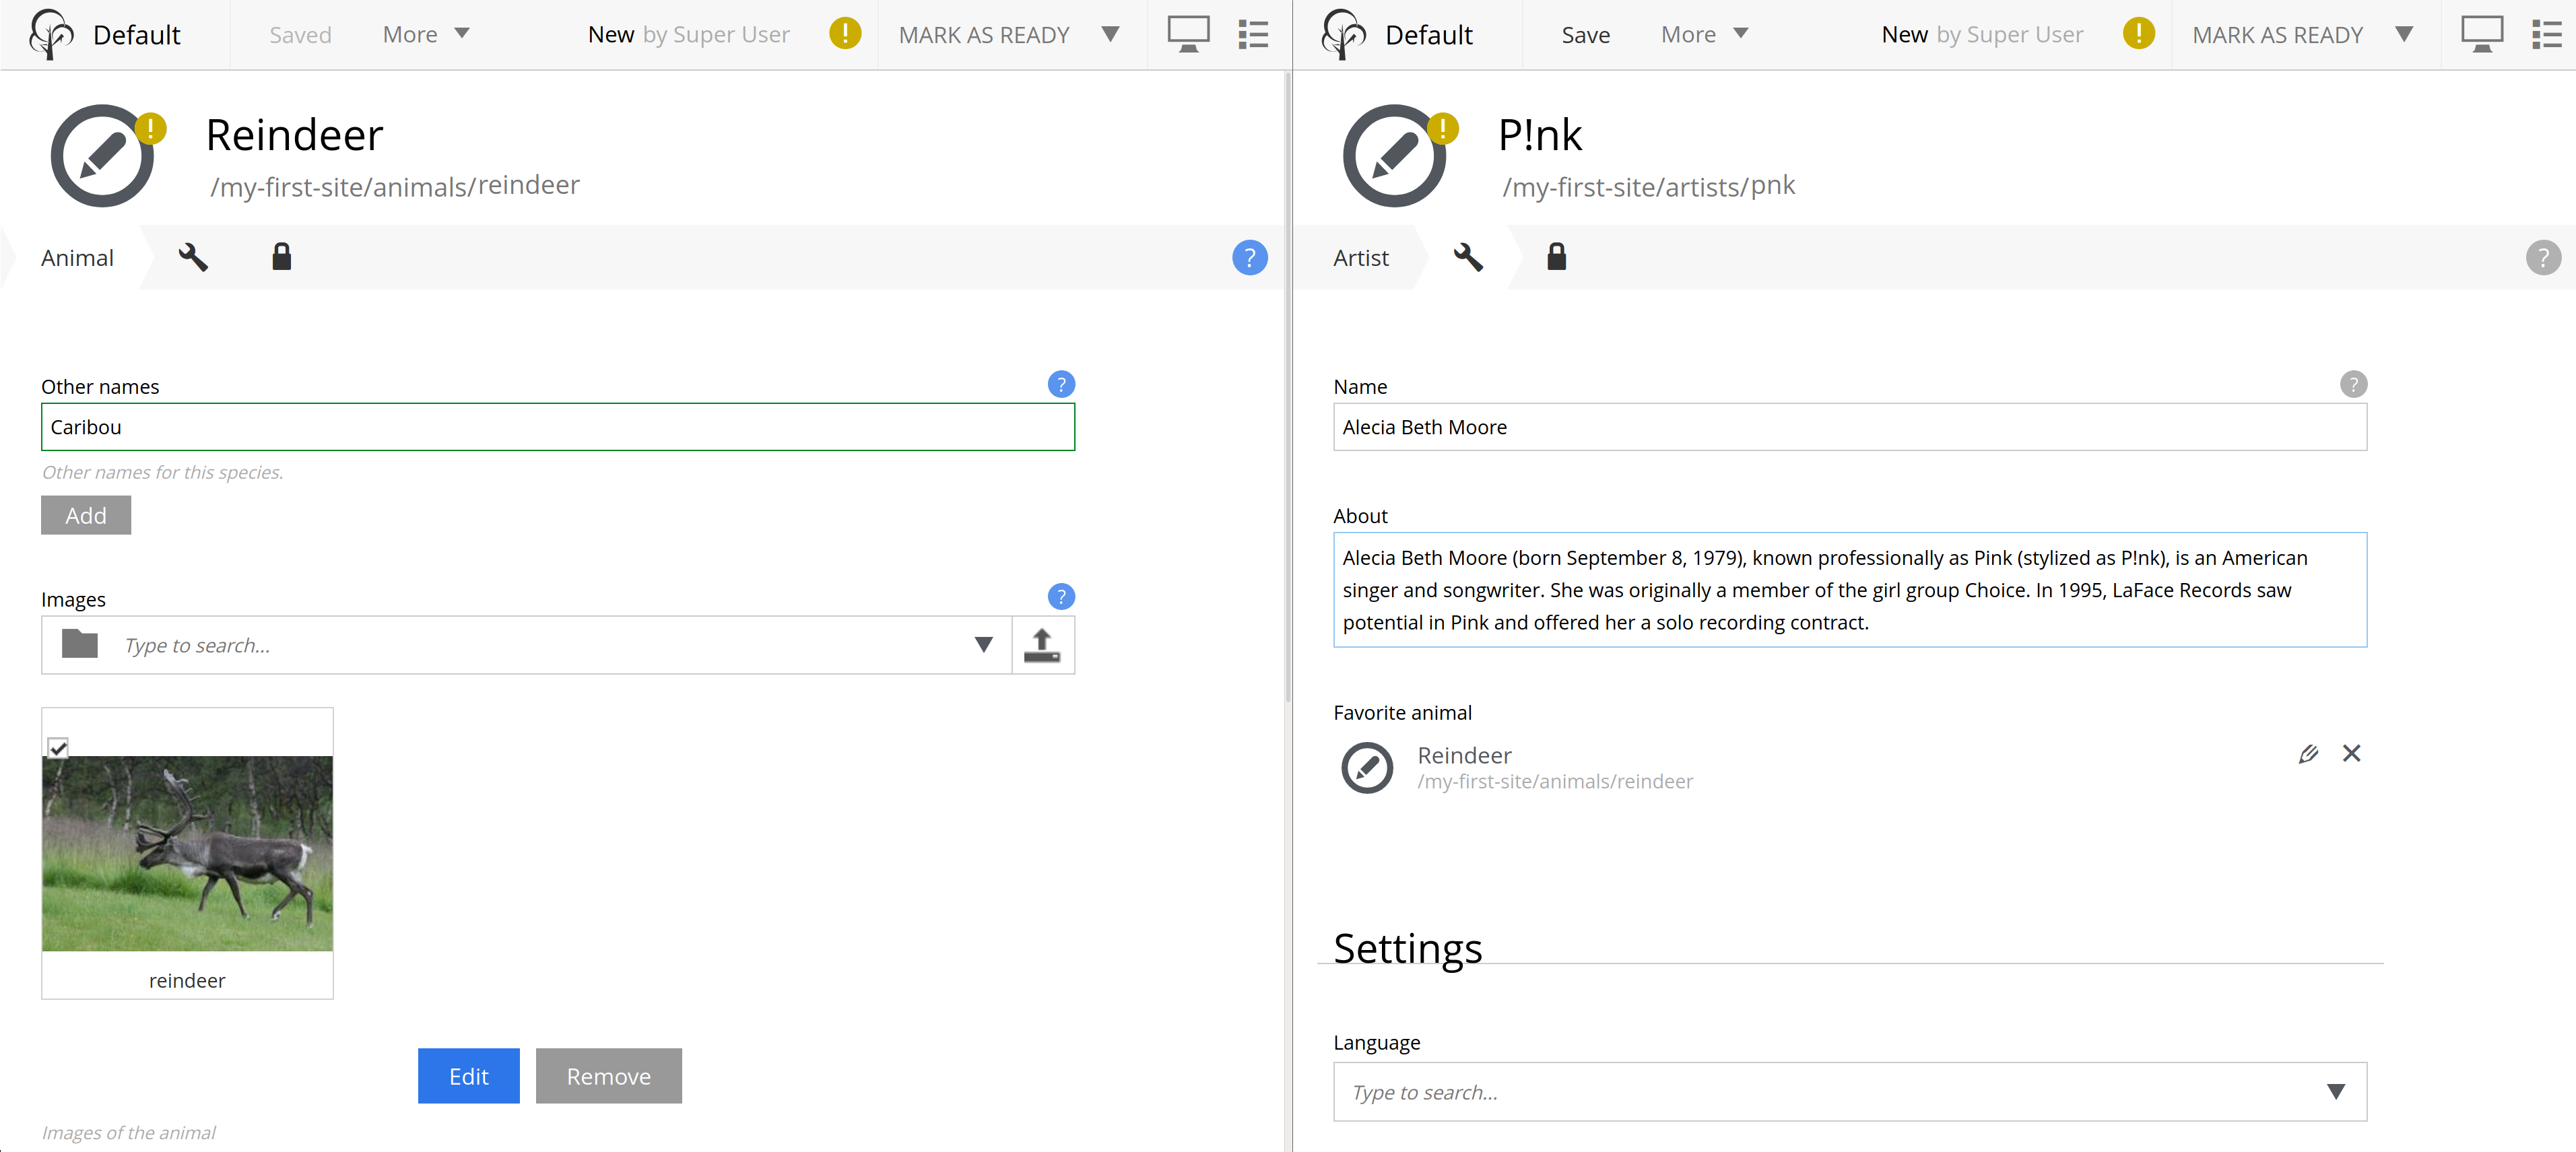 Default Saved More New by Super User ! MARK AS READY
! Reindeer
/my-first-site/animals/reindeer
Animal ?
Other names ?
Caribou
Other names for this species.
Add
Images ?
Type to search...
reindeer
Edit Remove
Images of the animal
Default Save More New by Super User ! MARK AS READY
! P!nk
/my-first-site/artists/pnk
Artist ?
Name ?
Alecia Beth Moore
About
Alecia Beth Moore (born September 8, 1979), known professionally as Pink (stylized as P!nk), is an American
singer and songwriter. She was originally a member of the girl group Choice. In 1995, LaFace Records saw
potential in Pink and offered her a solo recording contract.
Favorite animal
Reindeer
/my-first-site/animals/reindeer
Settings
Language
Type to search...